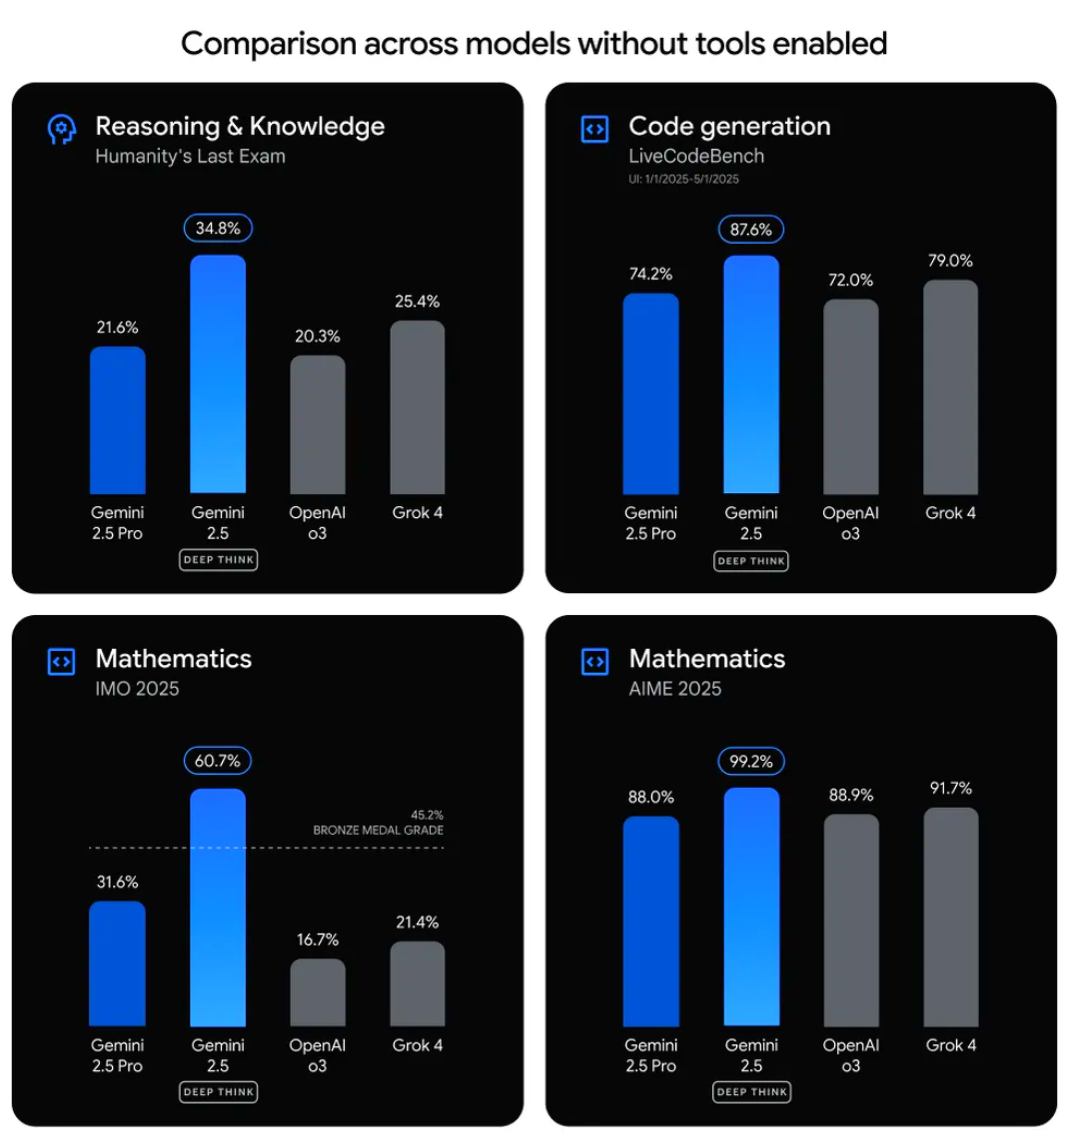 Comparison across models without tools enabled
Reasoning & Knowledge
Humanity's Last Exam
34.8%
21.6%
20.3%
25.4%
Gemini
2.5 Pro
Gemini
2.5
DEEP THINK
OpenAI
o3
Grok 4
Code generation
LiveCodeBench
UI: 1/1/2025-5/1/2025
74.2%
87.6%
72.0%
79.0%
Gemini
2.5 Pro
Gemini
2.5
DEEP THINK
OpenAI
o3
Grok 4
Mathematics
IMO 2025
60.7%
45.2%
BRONZE MEDAL GRADE
31.6%
16.7%
21.4%
Gemini
2.5 Pro
Gemini
2.5
DEEP THINK
OpenAI
o3
Grok 4
Mathematics
AIME 2025
88.0%
99.2%
88.9%
91.7%
Gemini
2.5 Pro
Gemini
2.5
DEEP THINK
OpenAI
o3
Grok 4